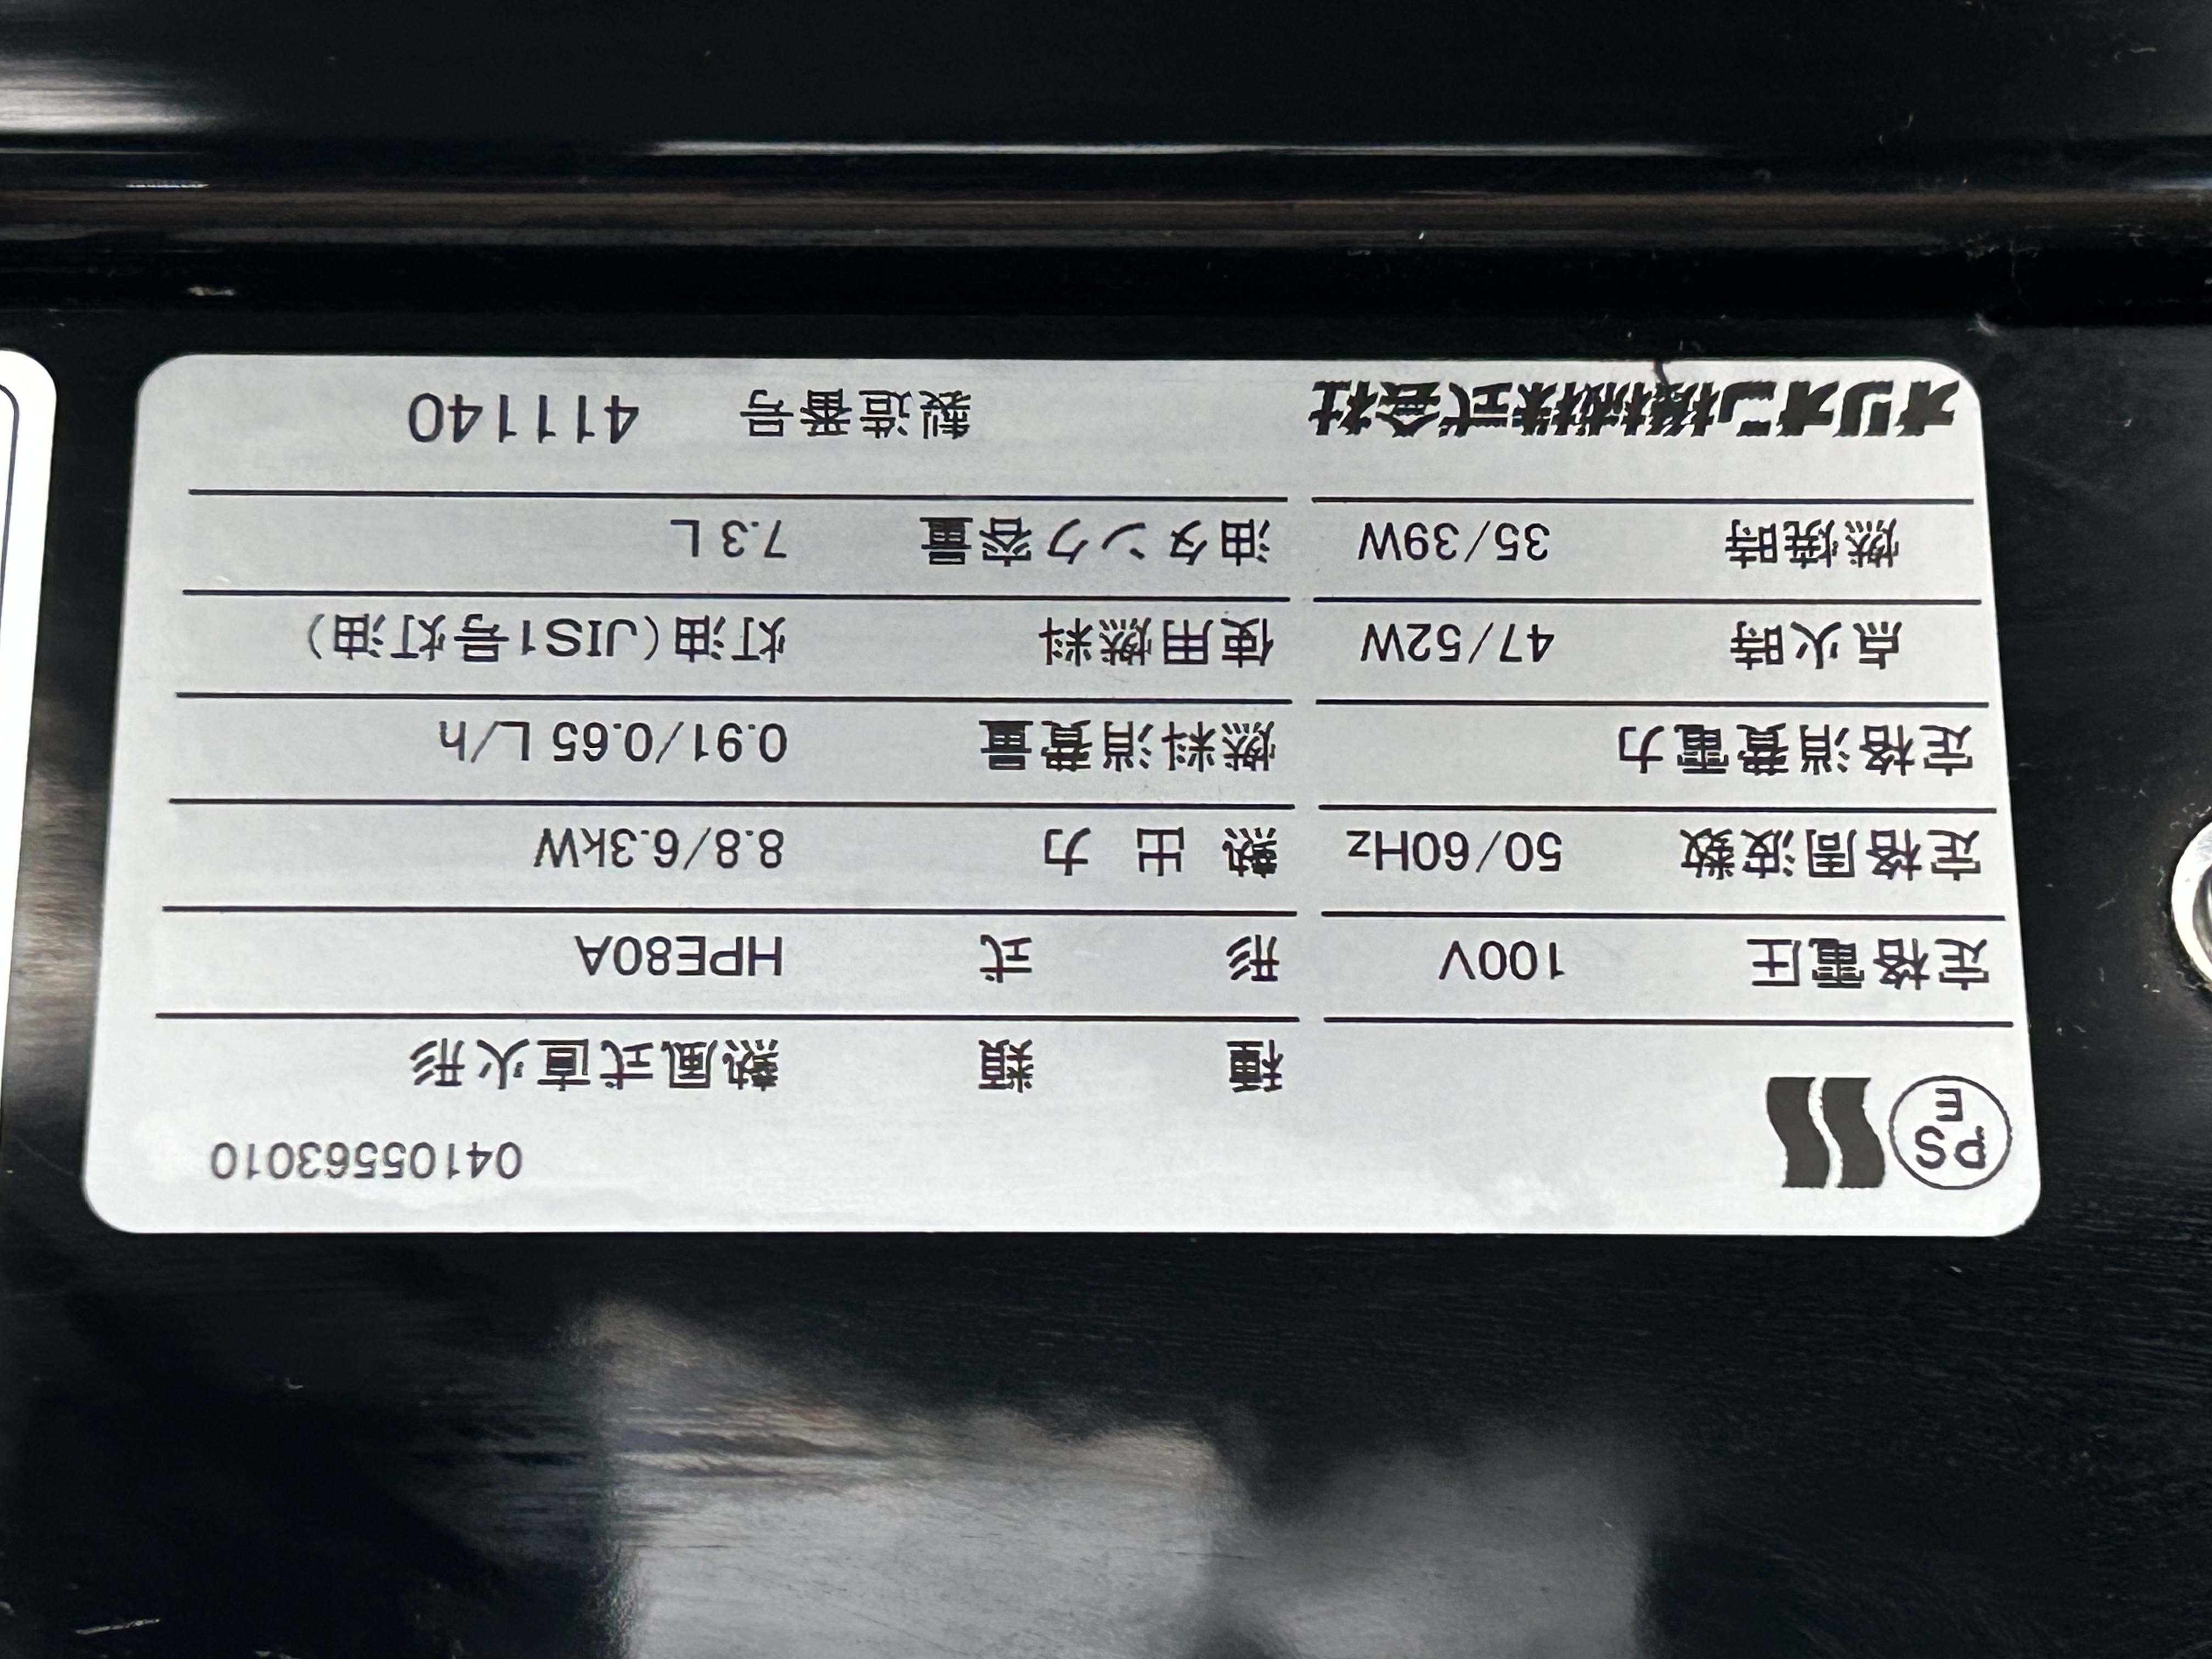 PS
E
定格電圧 100V
定格周波数 50/60Hz
定格消費電力
点火時 47/52W
燃焼時 35/39W
オリオン機械株式会社
04105563010
種類 熱風式直火形
形式 HPE80A
熱出力 8.8/6.3kW
燃料消費量 0.91/0.65 L/h
使用燃料 灯油(JIS1号灯油)
油タンク容量 7.3 L
製造番号 411140